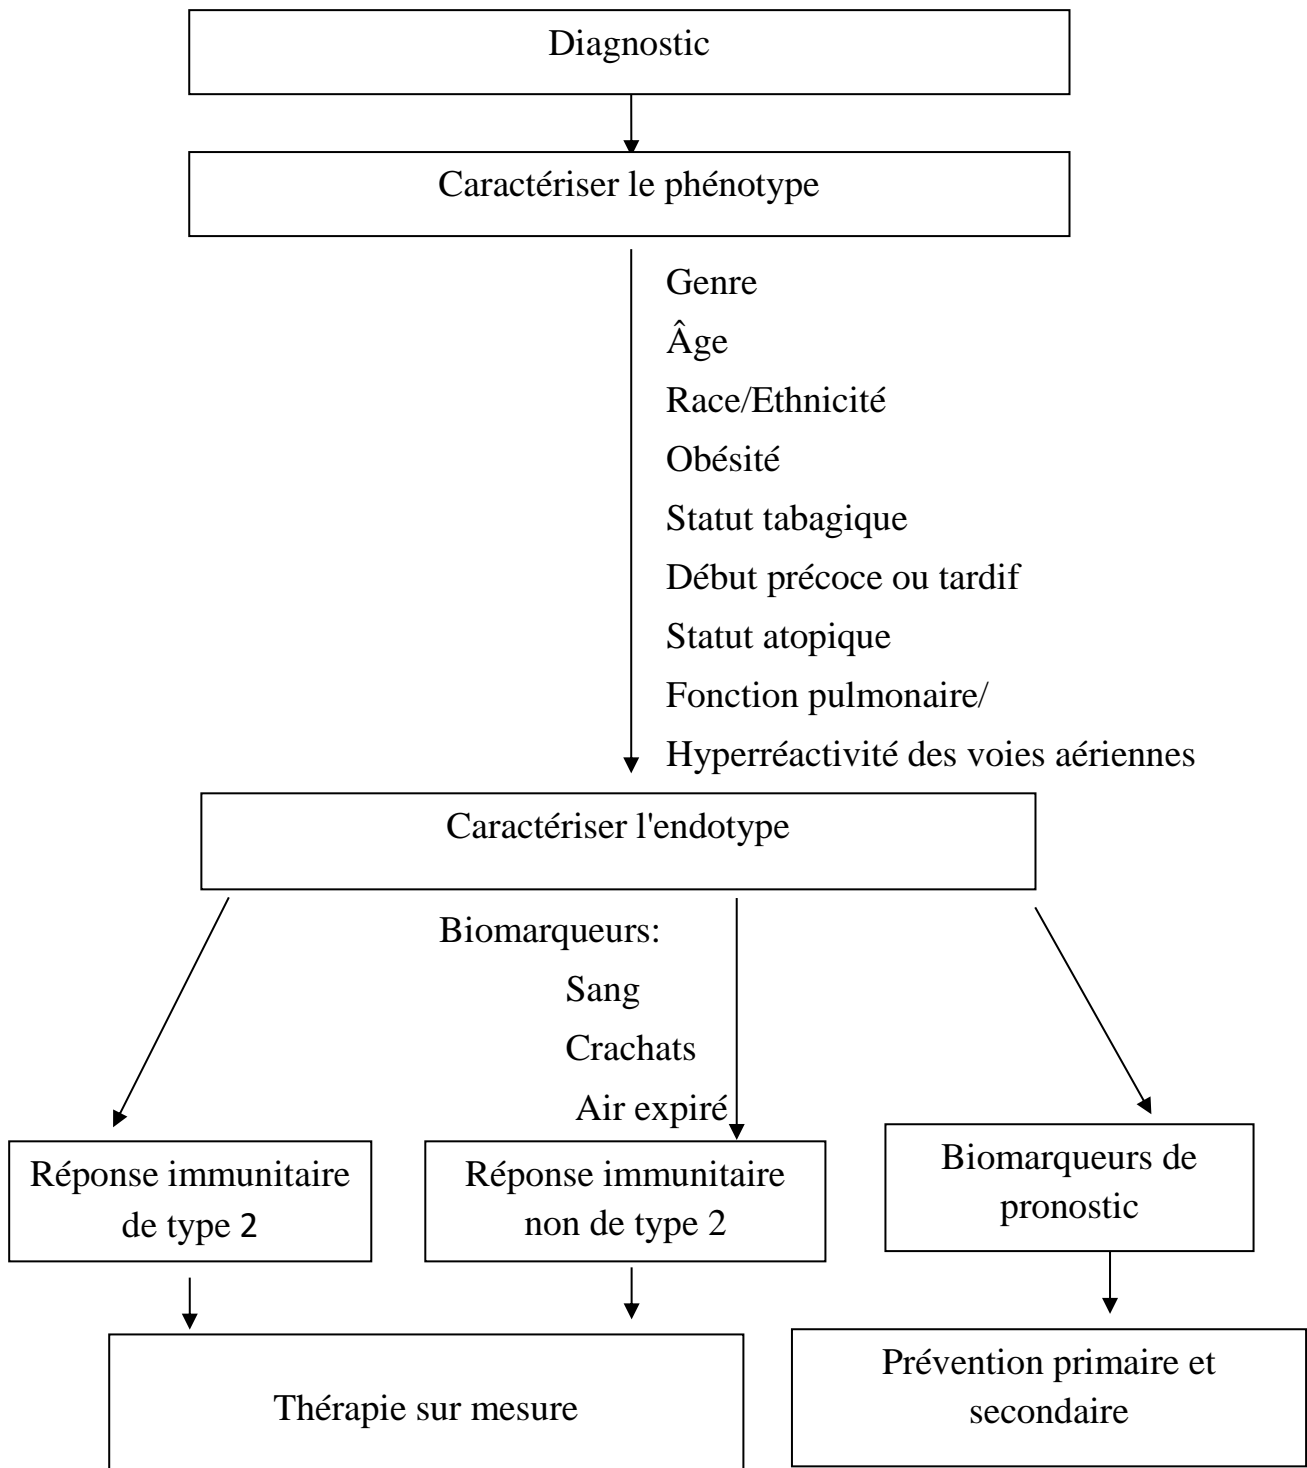 Diagnostic
Caractériser le phénotype
Genre
Âge
Race/Ethnicité
Obésité
Statut tabagique
Début précoce ou tardif
Statut atopique
Fonction pulmonaire/
Hyperréactivité des voies aériennes
Caractériser l'endotype
Biomarqueurs:
Sang
Crachats
Air expiré
Réponse immunitaire
de type 2
Réponse immunitaire
non de type 2
Biomarqueurs de
pronostic
Thérapie sur mesure
Prévention primaire et
secondaire